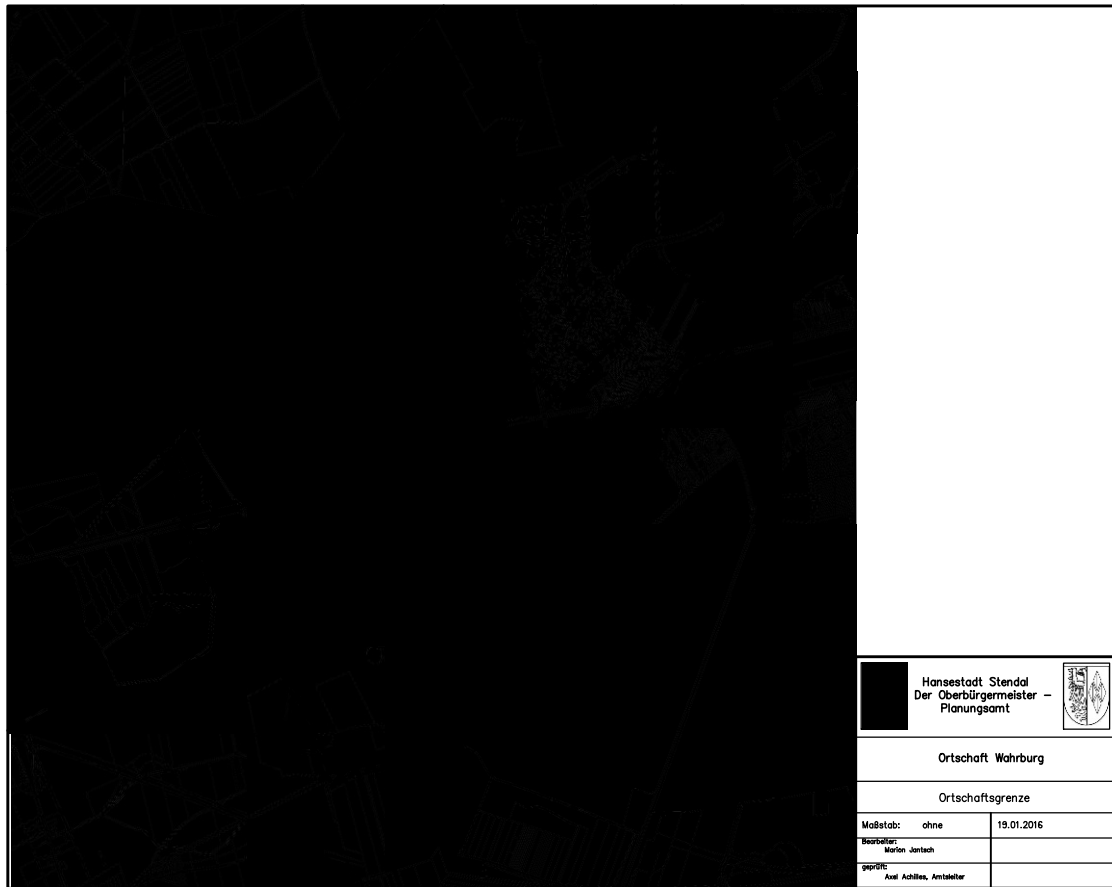 Hansestadt Stendal
Der Oberbürgermeister –
Planungsamt
Ortschaft Wahrburg
Ortschaftsgrenze
Maßstab: ohne 19.01.2016
Bearbeiter:
Marion Jantsch
geprüft:
Axel Achilles, Amtsleiter